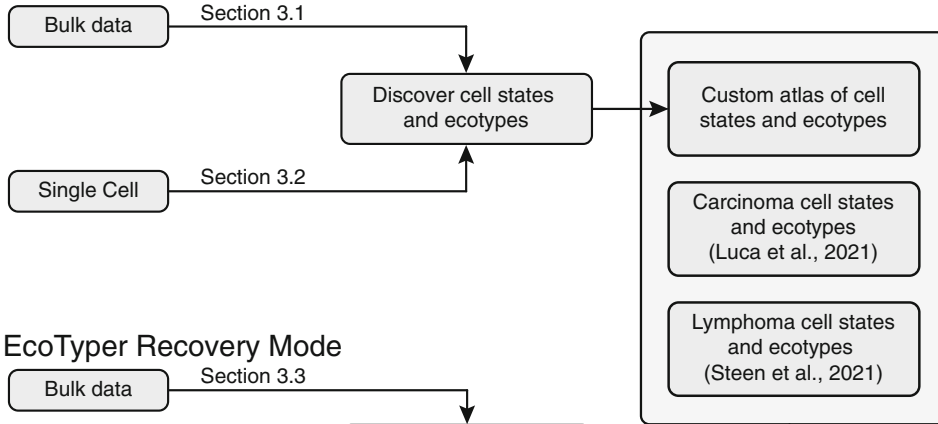 Bulk data
Section 3.1
Discover cell states
and ecotypes
Custom atlas of cell
states and ecotypes
Single Cell
Section 3.2
Carcinoma cell states
and ecotypes
(Luca et al., 2021)
Lymphoma cell states
and ecotypes
(Steen et al., 2021)
EcoTyper Recovery Mode
Bulk data
Section 3.3